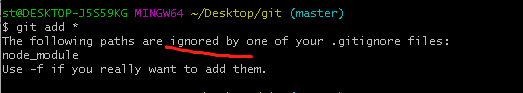 st@DESKTOP-J5S59KG MINGW64 ~/Desktop/git (master)
$ git add *
The following paths are ignored by one of your .gitignore files:
node_module
Use -f if you really want to add them.